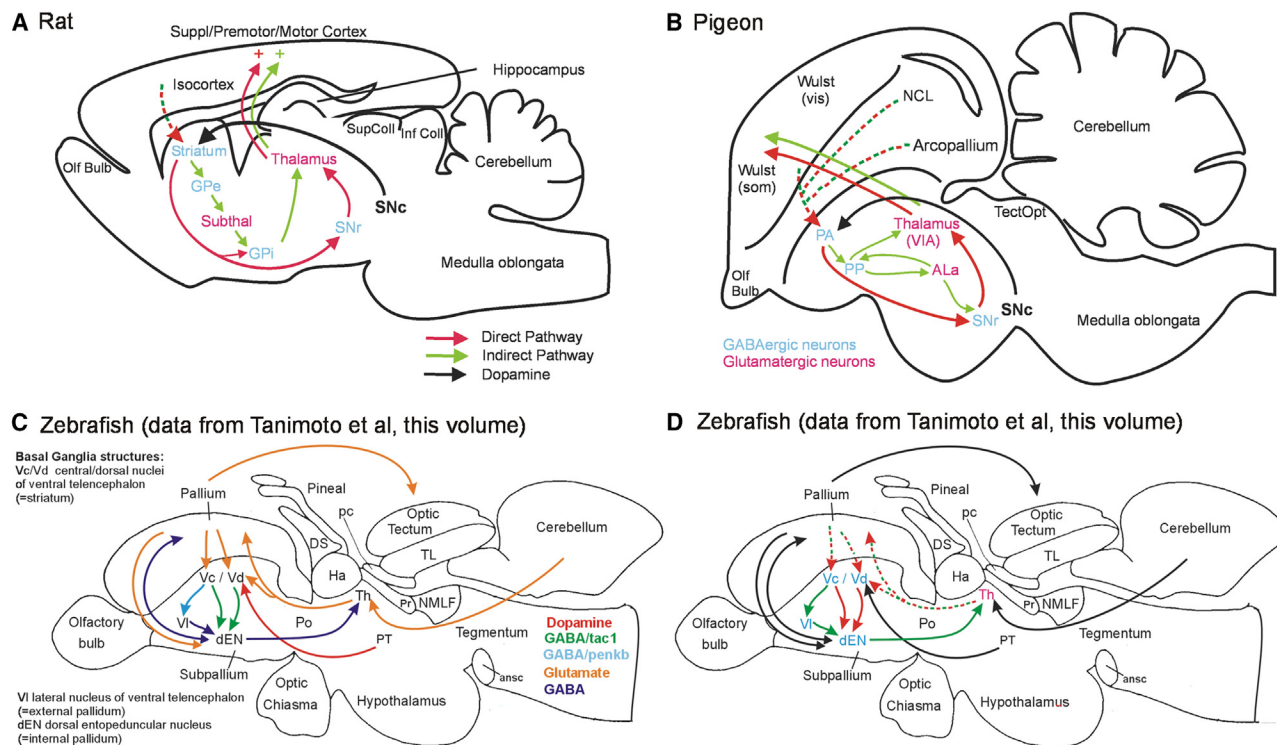 A Rat
Suppl/Premotor/Motor Cortex
+ +
Isocortex
Hippocampus
SupColl
Inf Coll
Olf Bulb
Striatum
Thalamus
Cerebellum
GPe
SNc
Subthal
SNr
GPi
Medulla oblongata
Direct Pathway
Indirect Pathway
Dopamine
B Pigeon
Wulst
(vis)
NCL
Cerebellum
Arcopallium
Wulst
(som)
TectOpt
PA
Thalamus
(VIA)
PP
ALa
Olf
Bulb
SNc
SNr
Medulla oblongata
GABAergic neurons
Glutamatergic neurons
C Zebrafish (data from Tanimoto et al, this volume)
Basal Ganglia structures:
Vc/Vd central/dorsal nuclei
of ventral telencephalon
(=striatum)
Pallium
Pineal
pc
Optic
Tectum
Cerebellum
DS
TL
Ha
Vc / Vd
Th
Pr
NMLF
Vl
Po
Olfactory
bulb
dEN
PT
Tegmentum
Subpallium
Dopamine
GABA/tac1
GABA/penkb
Glutamate
GABA
ansc
Optic
Chiasma
Hypothalamus
Vl lateral nucleus of ventral telencephalon
(=external pallidum)
dEN dorsal entopeduncular nucleus
(=internal pallidum)
D Zebrafish (data from Tanimoto et al, this volume)
Pallium
Pineal
pc
Optic
Tectum
Cerebellum
DS
TL
Ha
Vc / Vd
Th
Pr
NMLF
Vl
Po
Olfactory
bulb
dEN
PT
Tegmentum
Subpallium
ansc
Optic
Chiasma
Hypothalamus